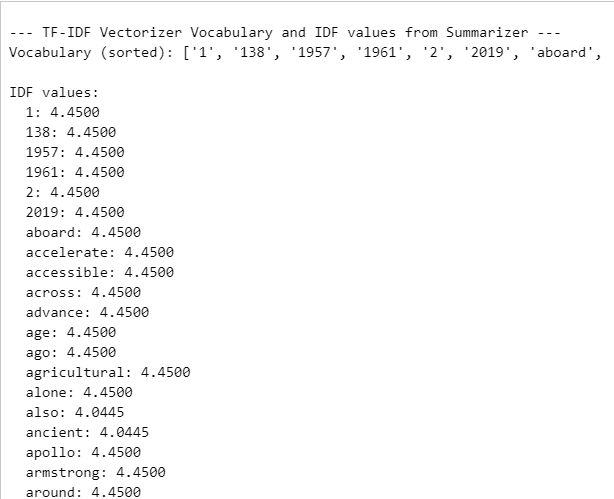 --- TF-IDF Vectorizer Vocabulary and IDF values from Summarizer ---
Vocabulary (sorted): ['1', '138', '1957', '1961', '2', '2019', 'aboard',
IDF values:
1: 4.4500
138: 4.4500
1957: 4.4500
1961: 4.4500
2: 4.4500
2019: 4.4500
aboard: 4.4500
accelerate: 4.4500
accessible: 4.4500
across: 4.4500
advance: 4.4500
age: 4.4500
ago: 4.4500
agricultural: 4.4500
alone: 4.4500
also: 4.0445
ancient: 4.0445
apollo: 4.4500
armstrong: 4.4500
around: 4.4500